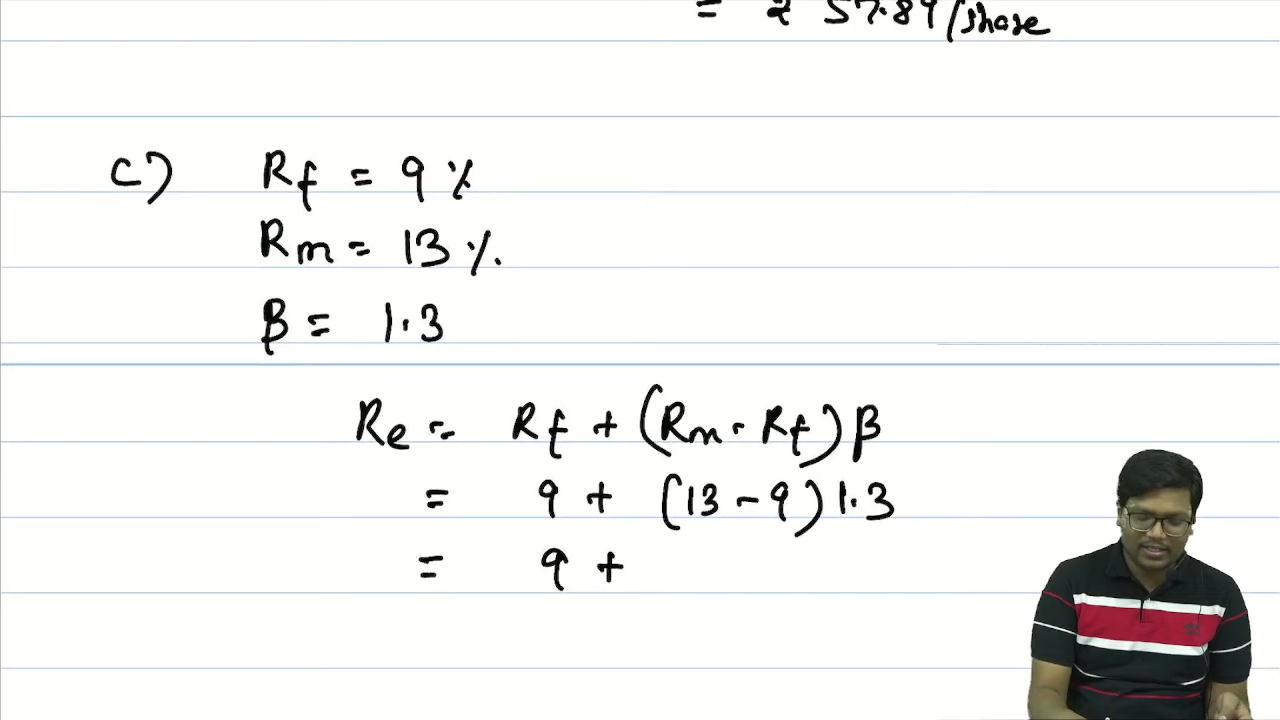 = ₹ 57.89/share
C) Rf = 9 %
Rm = 13 %.
β = 1.3
Re = Rf + (Rm - Rf) β
= 9 + (13 - 9) 1.3
= 9 +